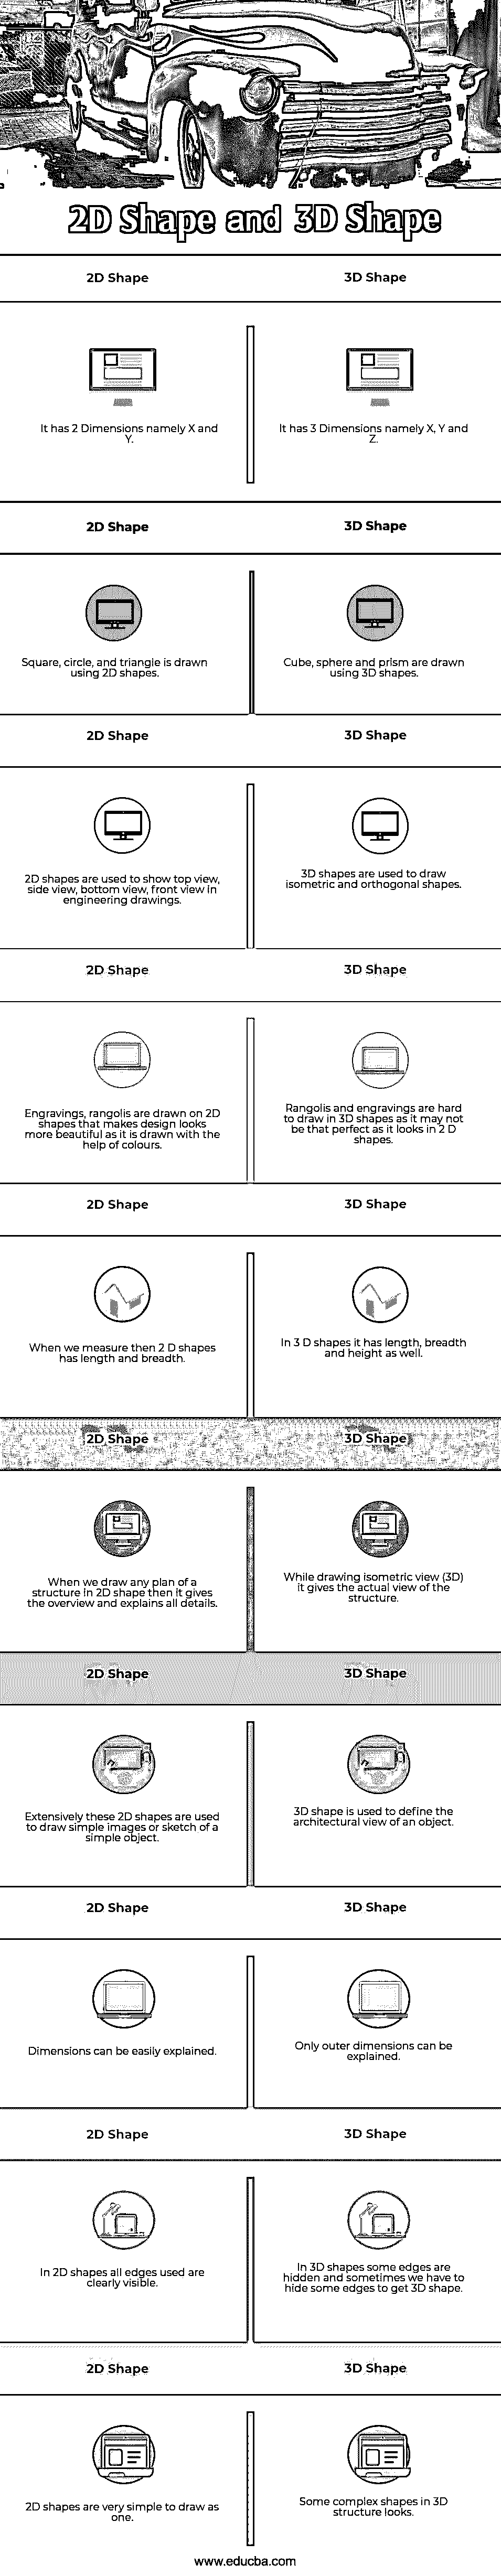 2D Shape and 3D Shape
2D Shape
3D Shape
It has 2 Dimensions namely X and
Y.
It has 3 Dimensions namely X, Y and
Z.
2D Shape
3D Shape
Square, circle, and triangle is drawn
using 2D shapes.
Cube, sphere and prism are drawn
using 3D shapes.
2D Shape
3D Shape
2D shapes are used to show top view,
side view, bottom view, front view in
engineering drawings.
3D shapes are used to draw
isometric and orthogonal shapes.
2D Shape
3D Shape
Engravings, rangolis are drawn on 2D
shapes that makes design looks
more beautiful as it is drawn with the
help of colours.
Rangolis and engravings are hard
to draw in 3D shapes as it may not
be that perfect as it looks in 2 D
shapes.
2D Shape
3D Shape
When we measure then 2 D shapes
has length and breadth.
In 3 D shapes it has length, breadth
and height as well.
2D Shape
3D Shape
When we draw any plan of a
structure in 2D shape then it gives
the overview and explains all details.
While drawing isometric view (3D)
it gives the actual view of the
structure.
2D Shape
3D Shape
Extensively these 2D shapes are used
to draw simple images or sketch of a
simple object.
3D shape is used to define the
architectural view of an object.
2D Shape
3D Shape
Dimensions can be easily explained.
Only outer dimensions can be
explained.
2D Shape
3D Shape
In 2D shapes all edges used are
clearly visible.
In 3D shapes some edges are
hidden and sometimes we have to
hide some edges to get 3D shape.
2D Shape
3D Shape
2D shapes are very simple to draw as
one.
Some complex shapes in 3D
structure looks.
www.educba.com